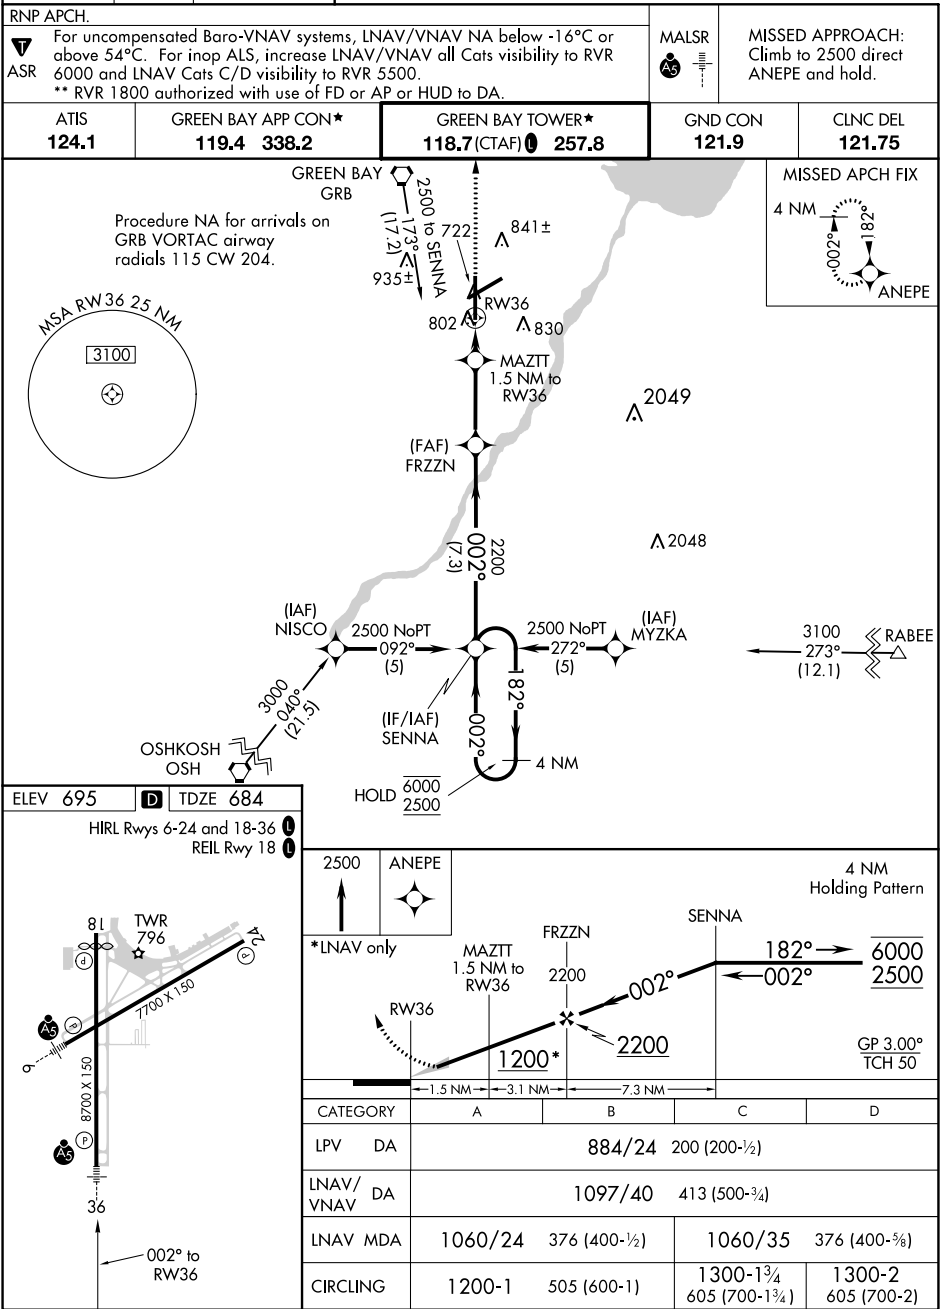 RNP APCH.
T
ASR
For uncompensated Baro-VNAV systems, LNAV/VNAV NA below -16°C or
above 54°C. For inop ALS, increase LNAV/VNAV all Cats visibility to RVR
6000 and LNAV Cats C/D visibility to RVR 5500.
** RVR 1800 authorized with use of FD or AP or HUD to DA.
MALSR
A5
MISSED APPROACH:
Climb to 2500 direct
ANEPE and hold.
ATIS
124.1
GREEN BAY APP CON★
119.4 338.2
GREEN BAY TOWER★
118.7 (CTAF) L 257.8
GND CON
121.9
CLNC DEL
121.75
GREEN BAY
GRB
2500 to SENNA
173°
(17.2)
Procedure NA for arrivals on
GRB VORTAC airway
radials 115 CW 204.
MISSED APCH FIX
4 NM
002°
182°
ANEPE
722
841±
935±
RW36
802
830
MSA RW36 25 NM
3100
MAZTT
1.5 NM to
RW36
2049
(FAF)
FRZZN
2200
002°
(7.3)
2048
(IAF)
NISCO
2500 NoPT
092°
(5)
2500 NoPT
272°
(5)
(IAF)
MYZKA
3100
273°
(12.1)
RABEE
3000
040°
(21.5)
(IF/IAF)
SENNA
002°
182°
4 NM
OSHKOSH
OSH
HOLD 6000
2500
ELEV 695 D TDZE 684
HIRL Rwys 6-24 and 18-36 L
REIL Rwy 18 L
18
TWR
796
24
P
P
7700 X 150
A5
P
6
8700 X 150
P
A5
36
002° to
RW36
2500
ANEPE
4 NM
Holding Pattern
*LNAV only
SENNA
FRZZN
MAZTT
1.5 NM to
RW36
2200
182° 6000
002° 2500
002°
RW36
2200
1200*
GP 3.00°
TCH 50
1.5 NM 3.1 NM 7.3 NM
CATEGORY A B C D
LPV DA 884/24 200 (200-½)
LNAV/
VNAV DA 1097/40 413 (500-¾)
LNAV MDA 1060/24 376 (400-½) 1060/35 376 (400-⅝)
CIRCLING 1200-1 505 (600-1)
1300-1¾
605 (700-1¾)
1300-2
605 (700-2)